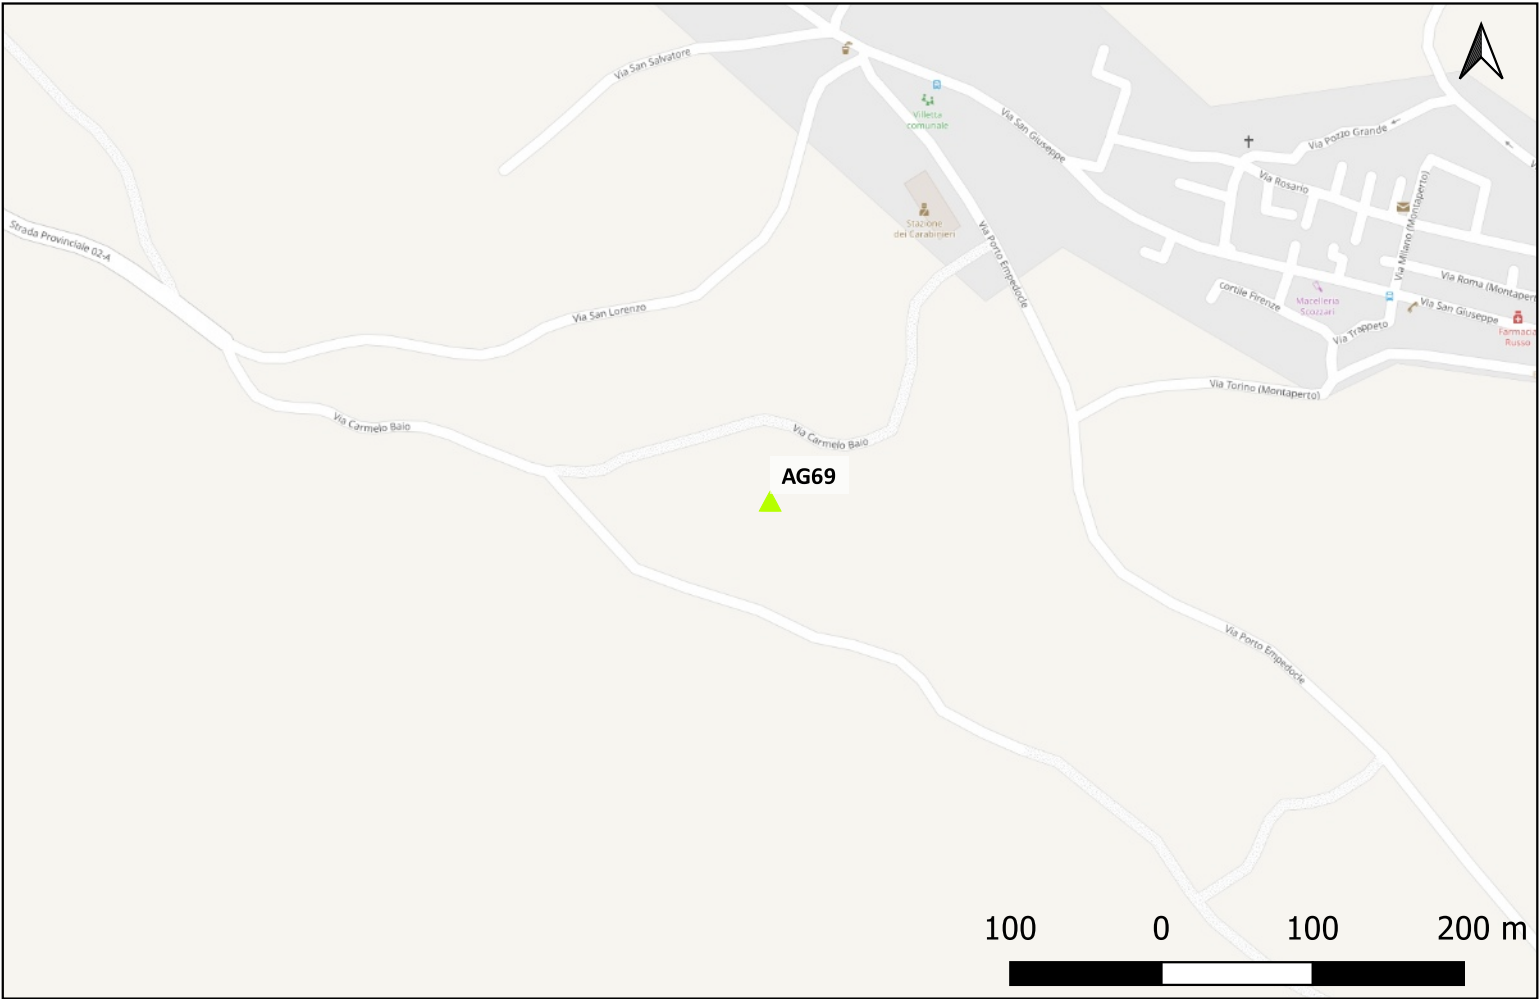 Via San Salvatore
Villetta
comunale
Via San Giuseppe
Via Pozzo Grande
Via Rosario
Strada Provinciale 02-A
Stazione
dei Carabinieri
Via Porto Empedocle
Via Milano (Montaperto)
Via Roma (Montapert
cortile Firenze
Macelleria
Scozzari
Via San Giuseppe
Via Trappeto
Farmacia
Russo
Via San Lorenzo
Via Torino (Montaperto)
Via Carmelo Baio
Via Carmelo Baio
AG69
Via Porto Empedocle
100 0 100 200 m